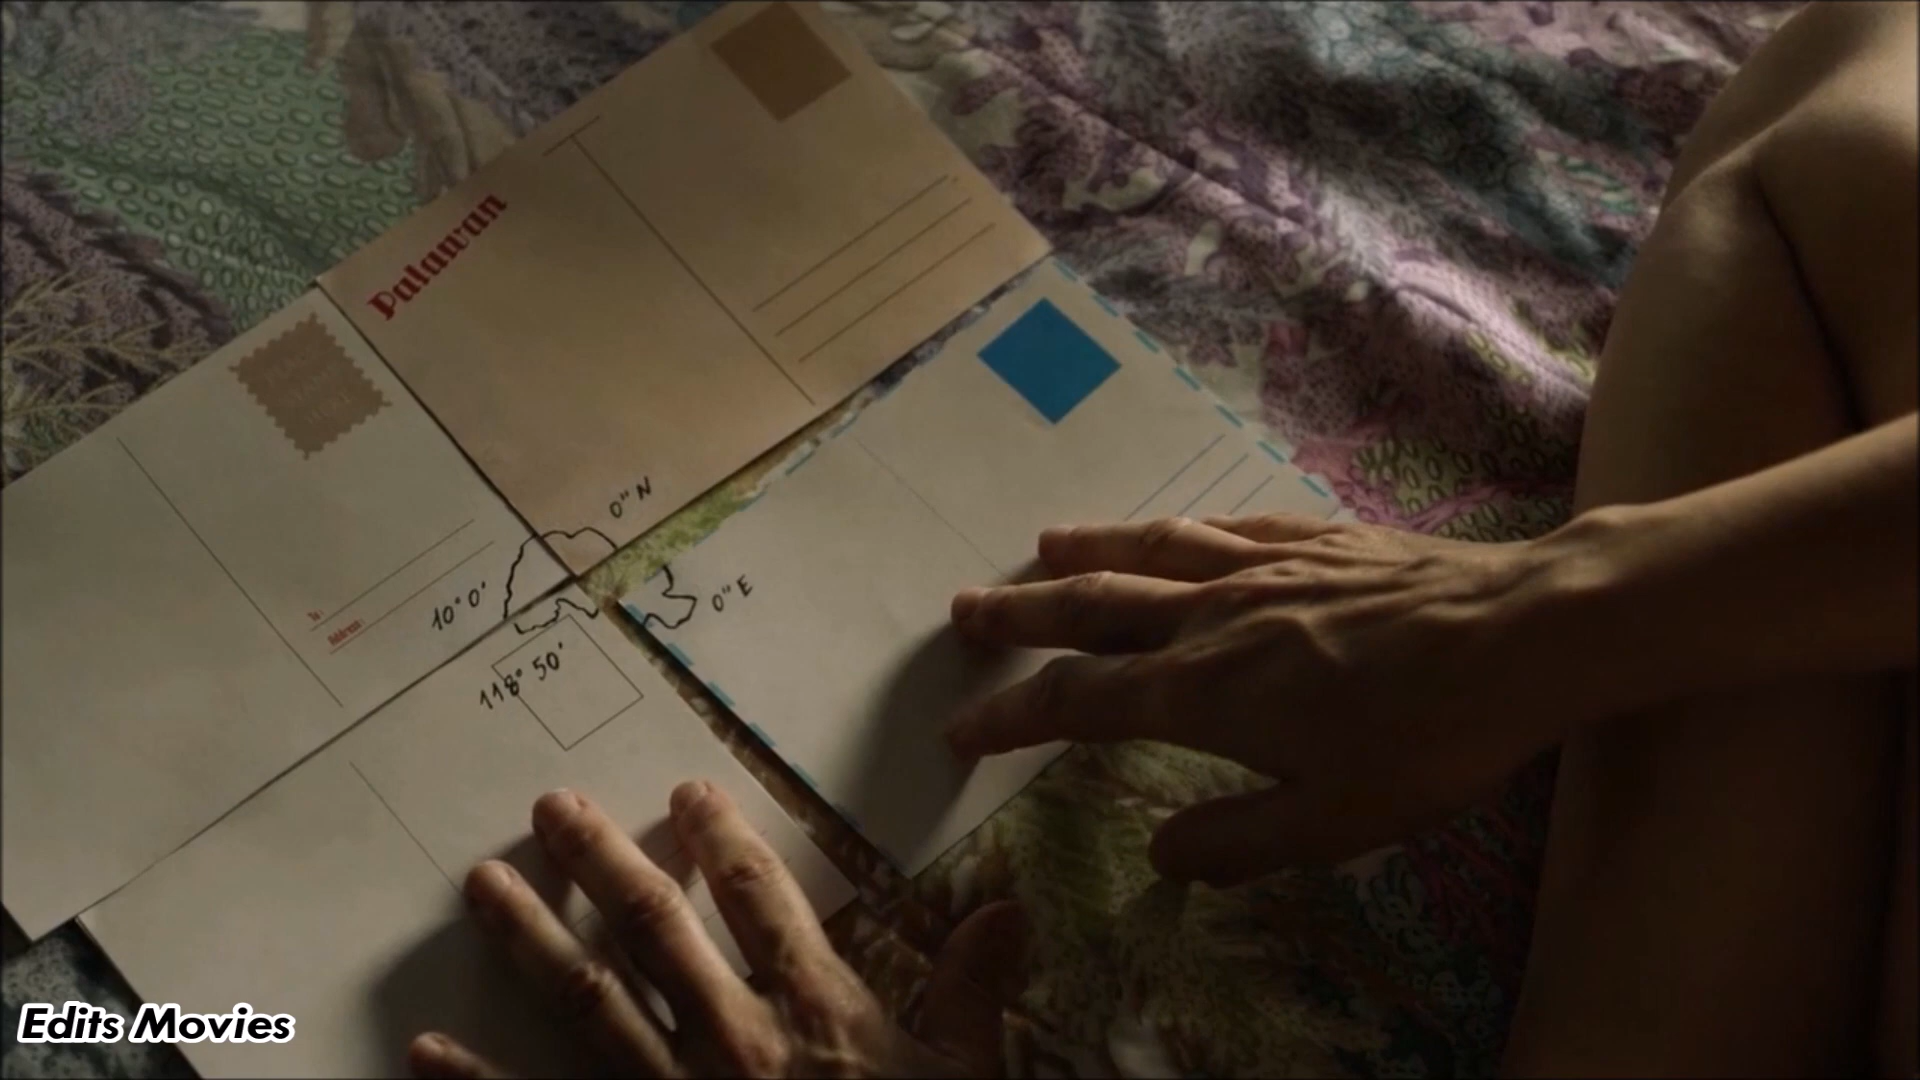 Palawan
0" N
10° 0'
0" E
118° 50'
To:
Address:
Edits Movies